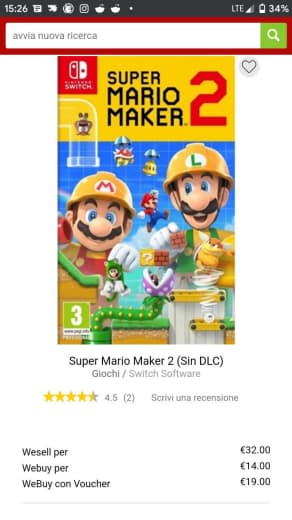 15:26
LTE
34%
avvia nuova ricerca
NINTENDO
SWITCH
SUPER
MARIO
MAKER 2
M
L
?
3
www.pegi.info
Super Mario Maker 2 (Sin DLC)
Giochi / Switch Software
4.5 (2) Scrivi una recensione
Wesell per €32.00
Webuy per €14.00
WeBuy con Voucher €19.00